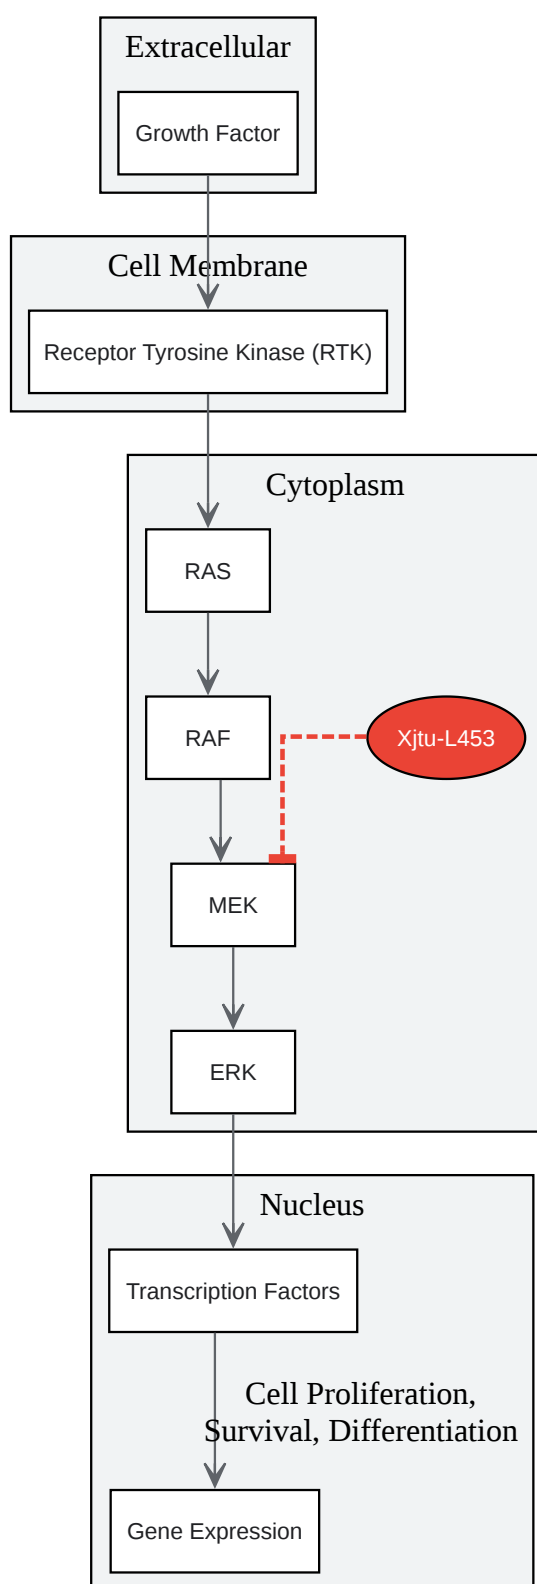 Extracellular
Growth Factor
Cell Membrane
Receptor Tyrosine Kinase (RTK)
Cytoplasm
RAS
RAF
Xjtu-L453
MEK
ERK
Nucleus
Transcription Factors
Cell Proliferation,
Survival, Differentiation
Gene Expression